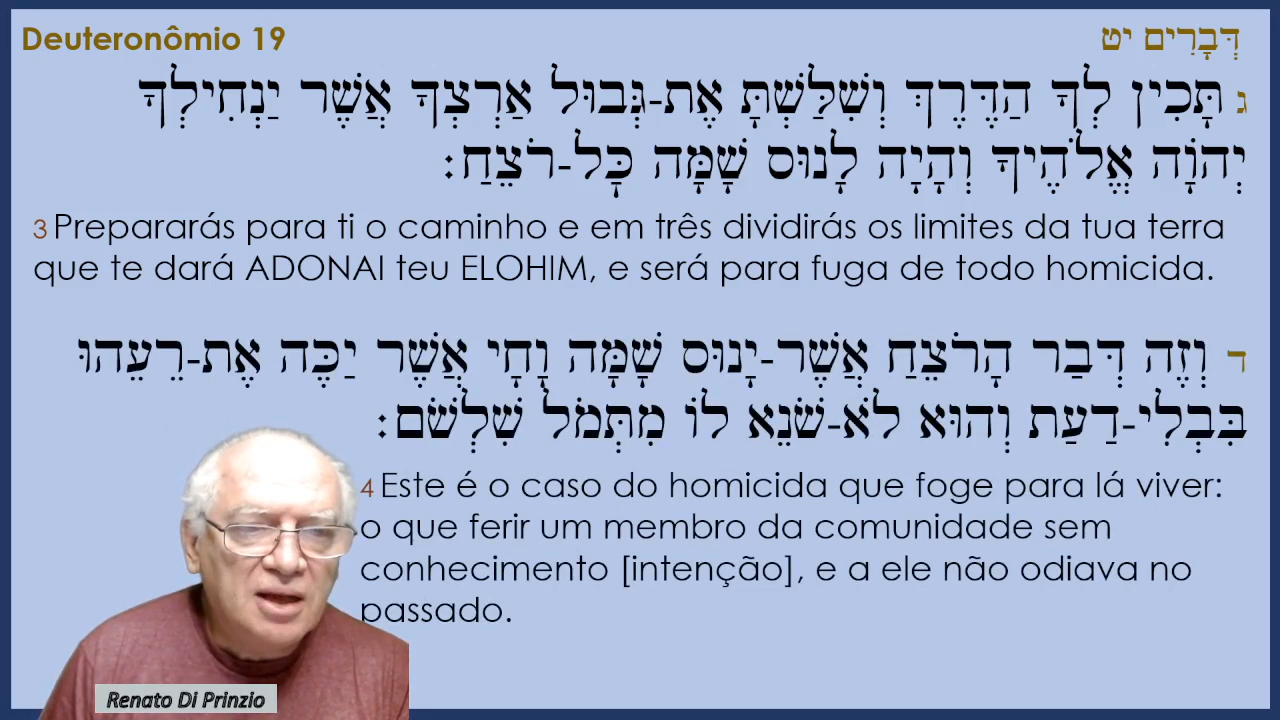 Deuteronômio 19
דְּבָרִים יט
ג תָּכִין לְךָ הַדֶּרֶךְ וְשִׁלַּשְׁתָּ אֶת-גְּבוּל אַרְצְךָ אֲשֶׁר יַנְחִילְךָ
יְהוָֹה אֱלֹהֶיךָ וְהָיָה לָנוּס שָׁמָּה כָּל-רֹצֵחַ:
3 Prepararás para ti o caminho e em três dividirás os limites da tua terra
que te dará ADONAI teu ELOHIM, e será para fuga de todo homicida.
ד וְזֶה דְּבַר הָרֹצֵחַ אֲשֶׁר-יָנוּס שָׁמָּה וָחָי אֲשֶׁר יַכֶּה אֶת-רֵעֵהוּ
בִּבְלִי-דַעַת וְהוּא לֹא-שֹׂנֵא לוֹ מִתְּמֹל שִׁלְשֹׁם:
4 Este é o caso do homicida que foge para lá viver:
o que ferir um membro da comunidade sem
conhecimento [intenção], e a ele não odiava no
passado.
Renato Di Prinzio